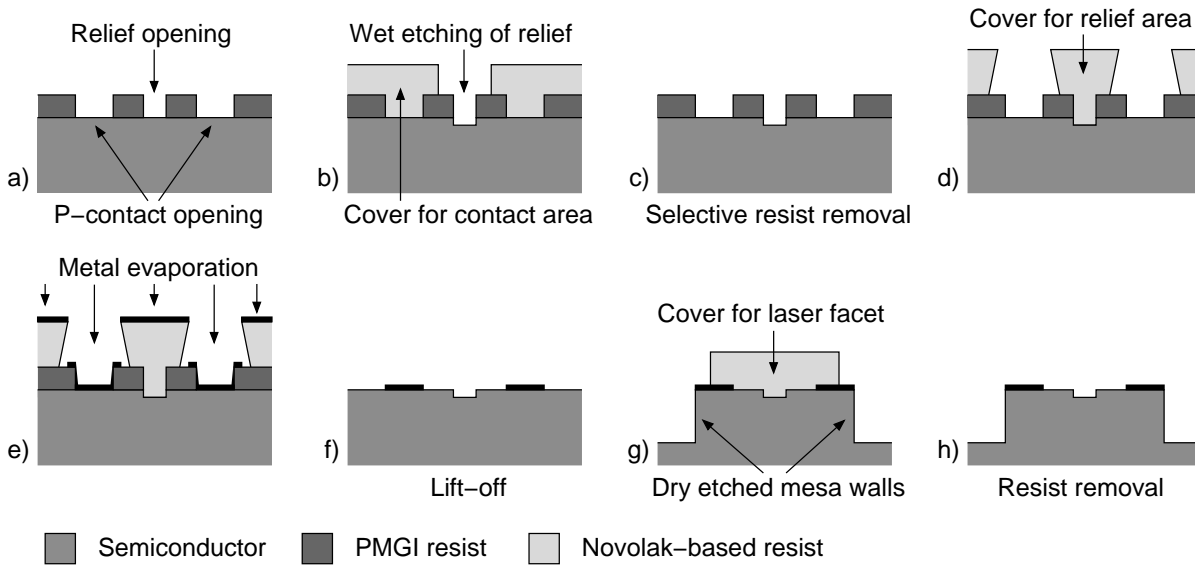 Relief opening
a)
P−contact opening
Wet etching of relief
b)
Cover for contact area
c)
Selective resist removal
Cover for relief area
d)
Metal evaporation
e)
f)
Lift−off
Cover for laser facet
g)
Dry etched mesa walls
h)
Resist removal
Semiconductor
PMGI resist
Novolak−based resist